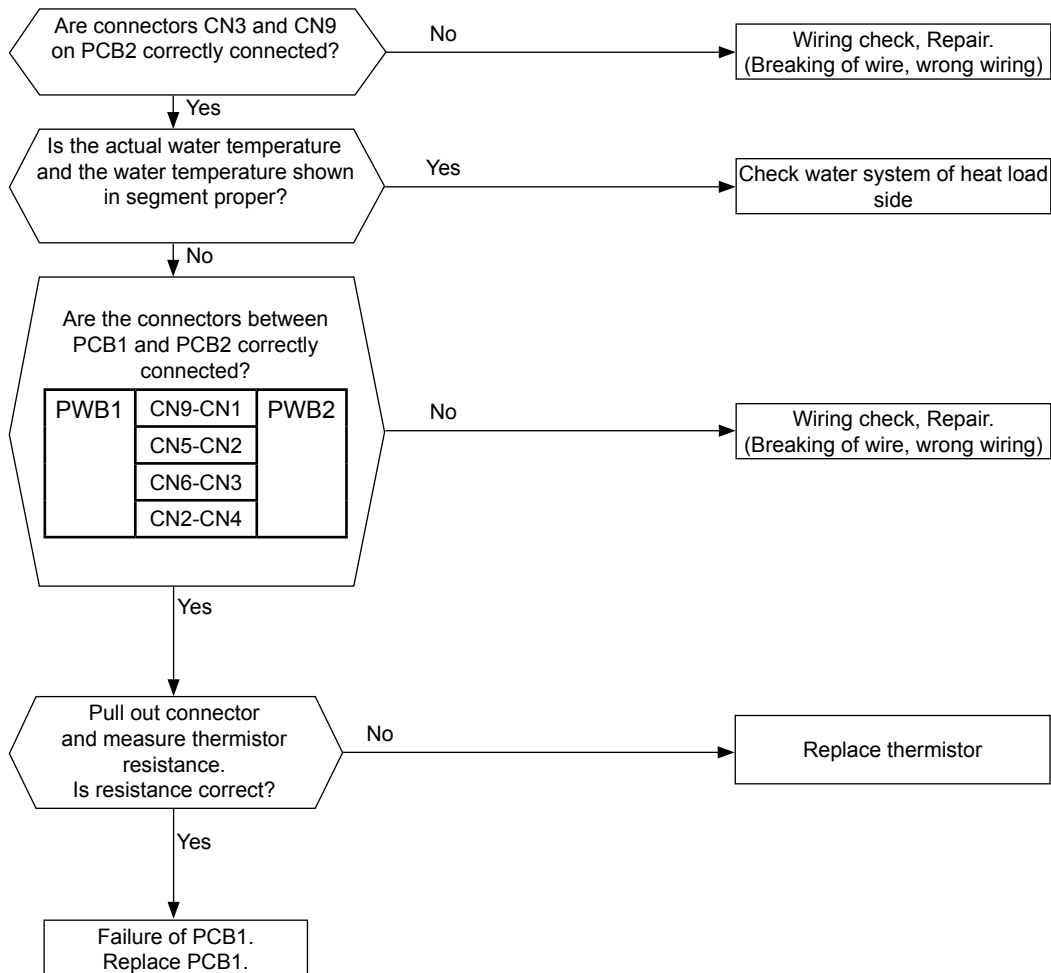 Are connectors CN3 and CN9
on PCB2 correctly connected?
No
Wiring check, Repair.
(Breaking of wire, wrong wiring)
Yes
Is the actual water temperature
and the water temperature shown
in segment proper?
Yes
Check water system of heat load
side
No
Are the connectors between
PCB1 and PCB2 correctly
connected?
PWB1
CN9-CN1
PWB2
CN5-CN2
CN6-CN3
CN2-CN4
No
Wiring check, Repair.
(Breaking of wire, wrong wiring)
Yes
Pull out connector
and measure thermistor
resistance.
Is resistance correct?
No
Replace thermistor
Yes
Failure of PCB1.
Replace PCB1.